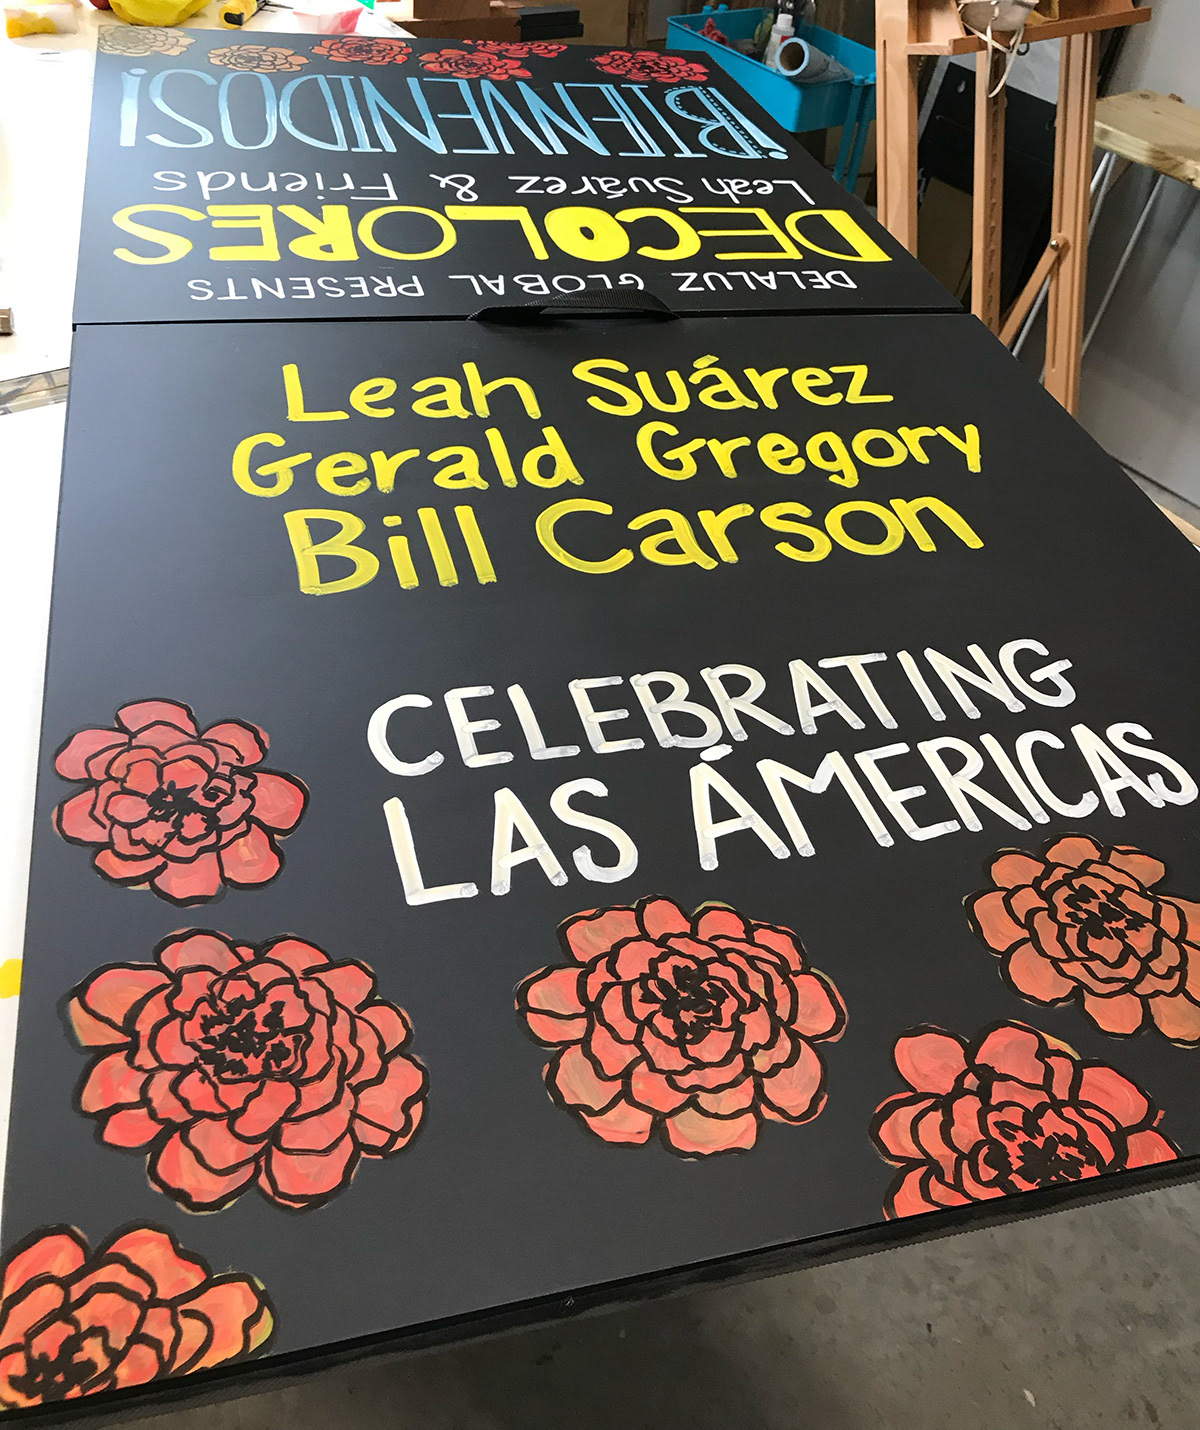 DELALUZ GLOBAL PRESENTS
DECOLORES
Leah Suárez & Friends
¡BIENVENIDOS!
Leah Suárez
Gerald Gregory
Bill Carson
CELEBRATING
LAS ÁMERICAS